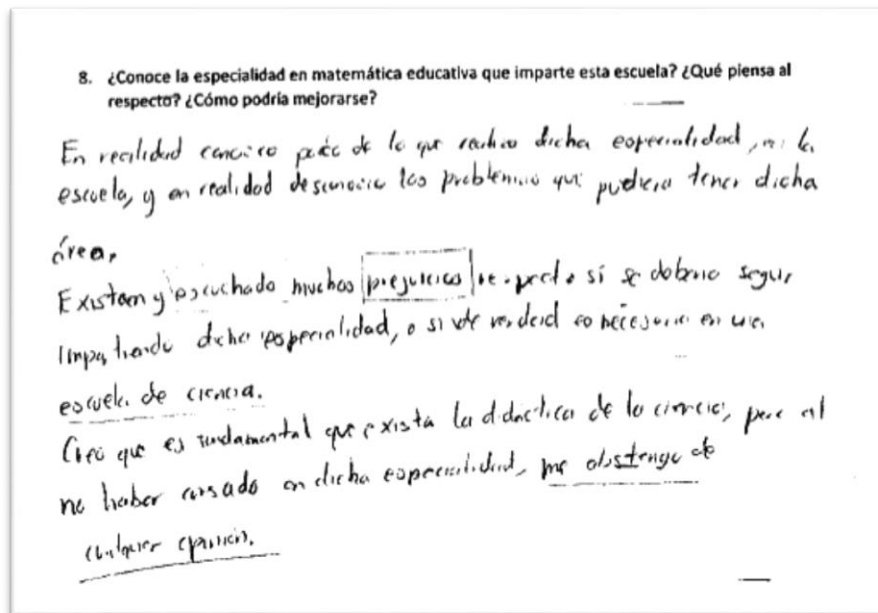 8. ¿Conoce la especialidad en matemática educativa que imparte esta escuela? ¿Qué piensa al
respecto? ¿Cómo podría mejorarse?
En realidad conozco poco de lo que realiza dicha especialidad, en la
escuela, y en realidad desconozco los problemas que pudiera tener dicha
área,
Existen y escuchado muchos prejuicios respecto si se debería seguir
impartiendo dicha especialidad, o si de verdad es necesaria en una
escuela de ciencia.
Creo que es fundamental que exista la didáctica de la ciencia, pero al
no haber cursado en dicha especialidad, me abstengo de
cualquier opinión.